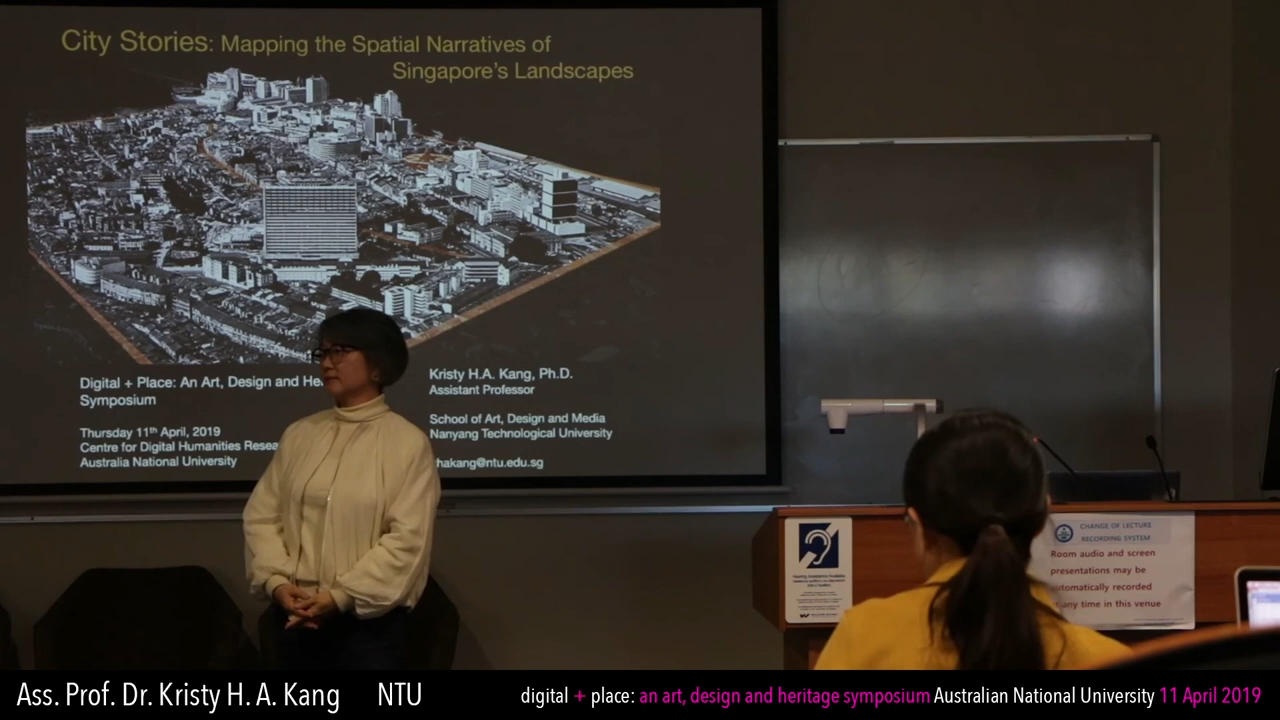 City Stories: Mapping the Spatial Narratives of
Singapore's Landscapes
Digital + Place: An Art, Design and He
Symposium
Thursday 11th April, 2019
Centre for Digital Humanities Resea
Australia National University
Kristy H.A. Kang, Ph.D.
Assistant Professor
School of Art, Design and Media
Nanyang Technological University
hakang@ntu.edu.sg
CHANGE OF LECTURE
RECORDING SYSTEM
Room audio and screen
presentations may be
automatically recorded
at any time in this venue
Ass. Prof. Dr. Kristy H. A. Kang NTU
digital + place: an art, design and heritage symposium Australian National University 11 April 2019